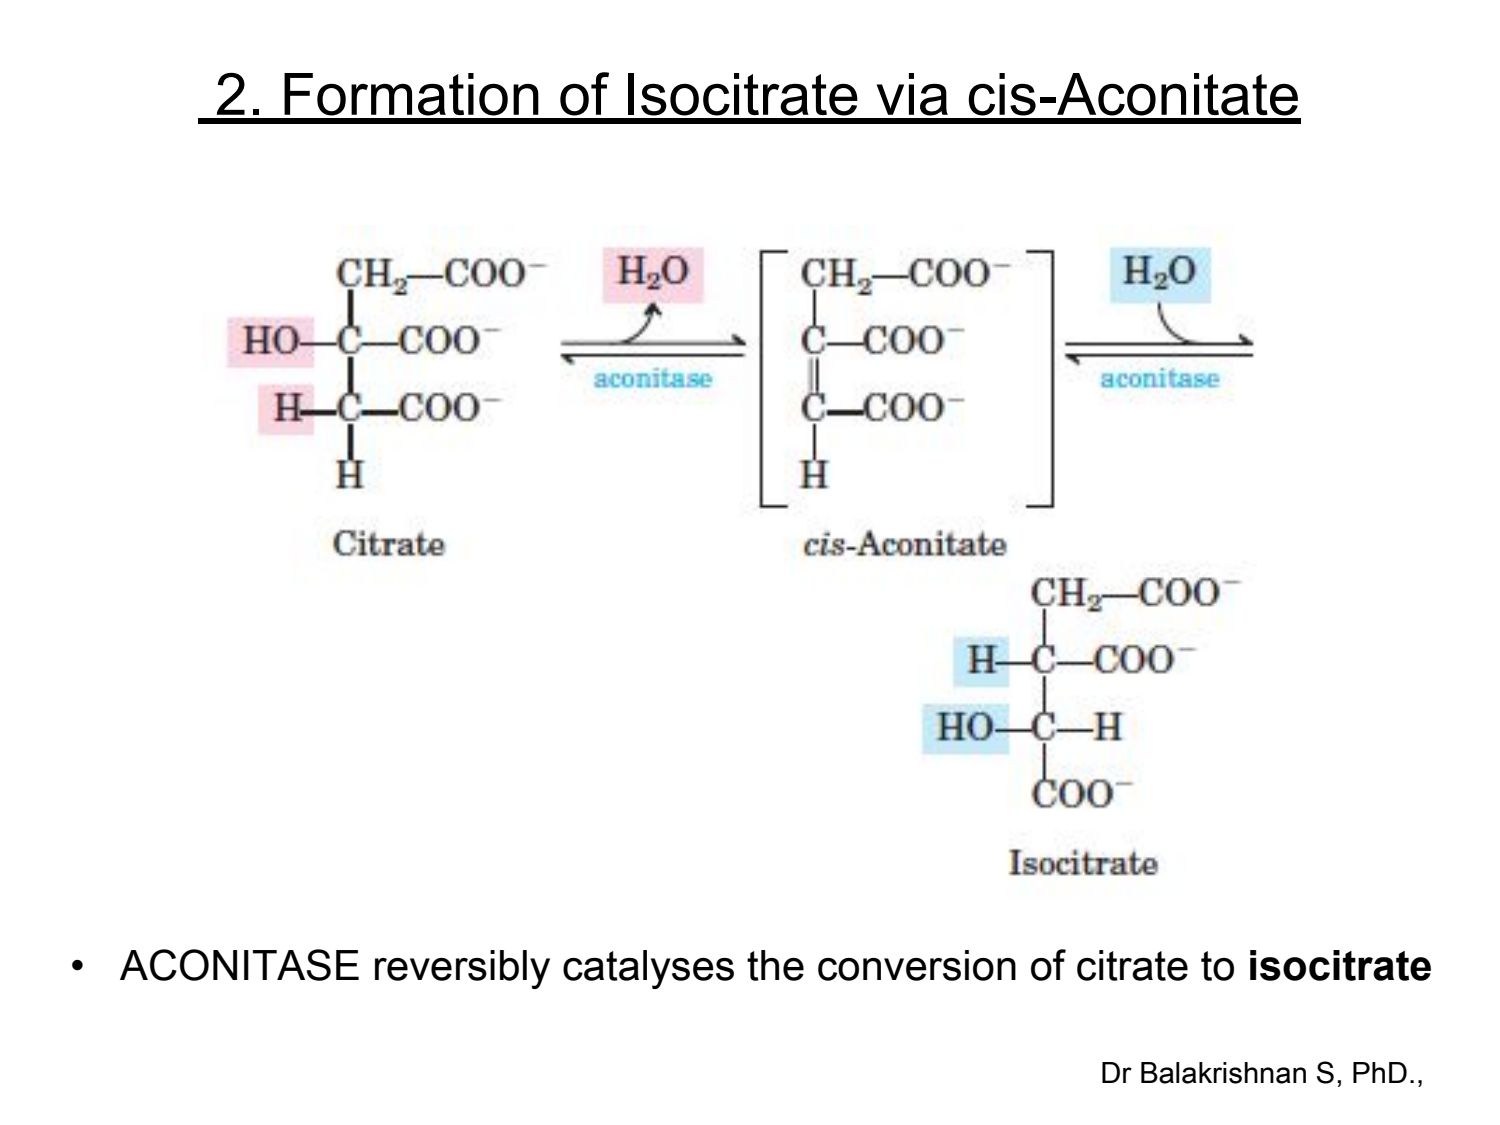 2. Formation of Isocitrate via cis-Aconitate
CH₂—COO⁻
HO—C—COO⁻
H—C—COO⁻
H
Citrate
H₂O
aconitase
CH₂—COO⁻
C—COO⁻
C—COO⁻
H
cis-Aconitate
H₂O
aconitase
CH₂—COO⁻
H—C—COO⁻
HO—C—H
COO⁻
Isocitrate
• ACONITASE reversibly catalyses the conversion of citrate to isocitrate
Dr Balakrishnan S, PhD.,